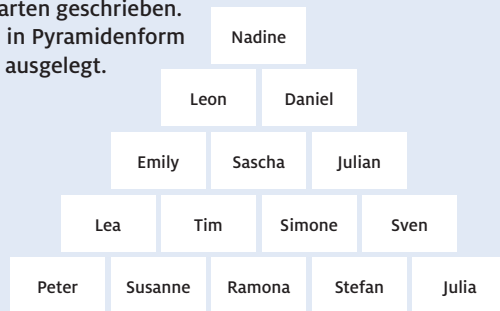 arten geschrieben.
in Pyramidenform
ausgelegt.
Nadine
Leon Daniel
Emily Sascha Julian
Lea Tim Simone Sven
Peter Susanne Ramona Stefan Julia